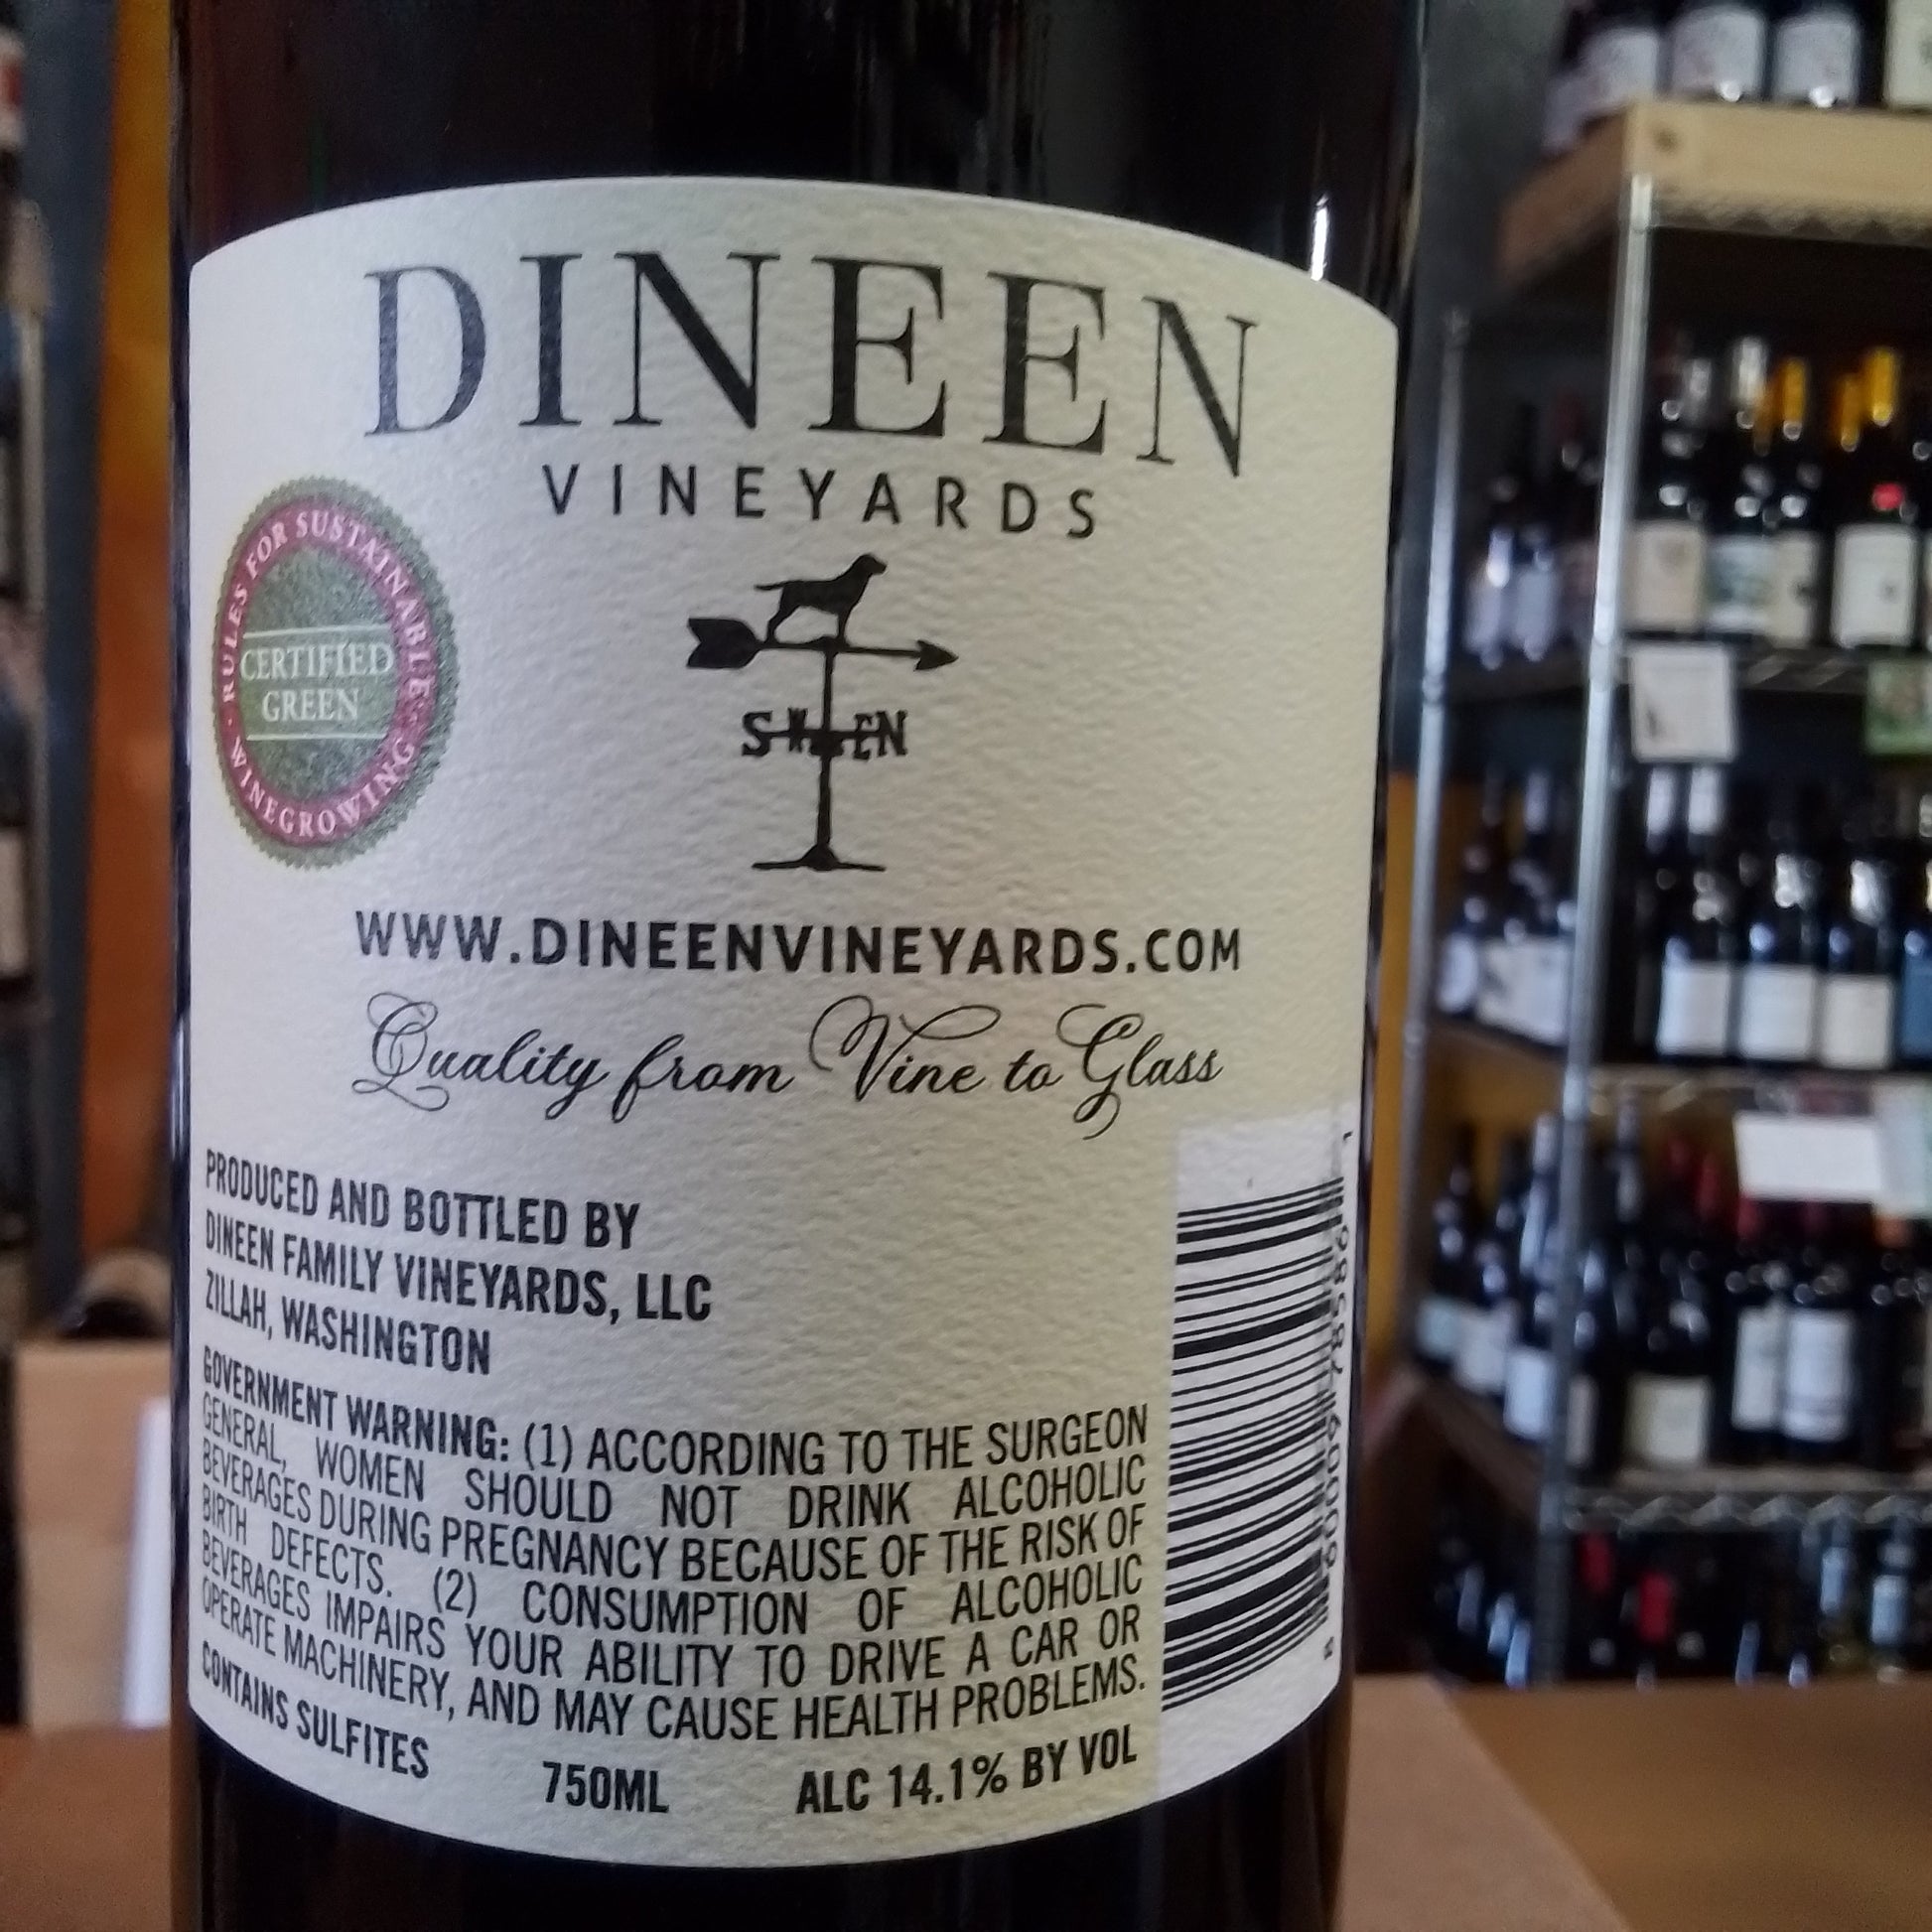 DINEEN
VINEYARDS
RULES FOR SUSTAINABLE WINEGROWING
CERTIFIED
GREEN
S W EN
WWW.DINEENVINEYARDS.COM
Quality from Vine to Glass
PRODUCED AND BOTTLED BY
DINEEN FAMILY VINEYARDS, LLC
ZILLAH, WASHINGTON
GOVERNMENT WARNING: (1) ACCORDING TO THE SURGEON
GENERAL, WOMEN SHOULD NOT DRINK ALCOHOLIC
BEVERAGES DURING PREGNANCY BECAUSE OF THE RISK OF
BIRTH DEFECTS. (2) CONSUMPTION OF ALCOHOLIC
BEVERAGES IMPAIRS YOUR ABILITY TO DRIVE A CAR OR
OPERATE MACHINERY, AND MAY CAUSE HEALTH PROBLEMS.
CONTAINS SULFITES 750ML ALC 14.1% BY VOL